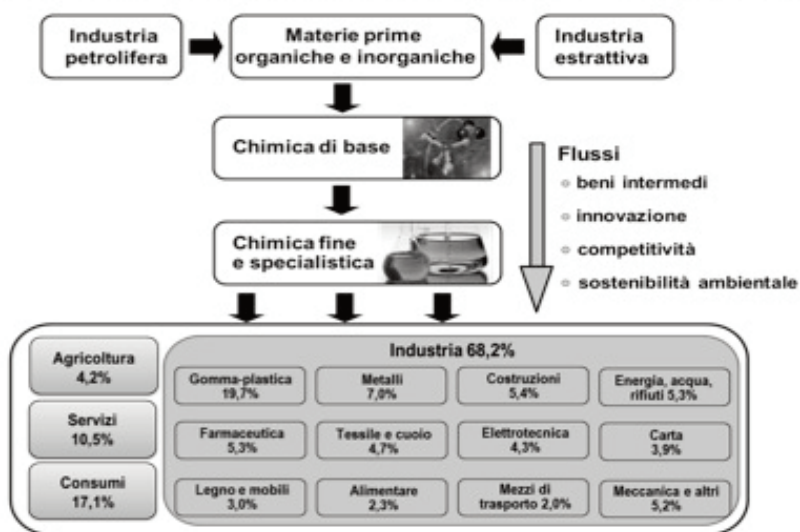 Industria
petrolifera
Materie prime
organiche e inorganiche
Industria
estrattiva
Chimica di base
Chimica fine
e specialistica
Flussi
beni intermedi
innovazione
competitività
sostenibilità ambientale
Agricoltura
4,2%
Servizi
10,5%
Consumi
17,1%
Industria 68,2%
Gomma-plastica
19,7%
Metalli
7,0%
Costruzioni
5,4%
Energia, acqua,
rifiuti 5,3%
Farmaceutica
5,3%
Tessile e cuoio
4,7%
Elettrotecnica
4,3%
Carta
3,9%
Legno e mobili
3,0%
Alimentare
2,3%
Mezzi di
trasporto 2,0%
Meccanica e altri
5,2%